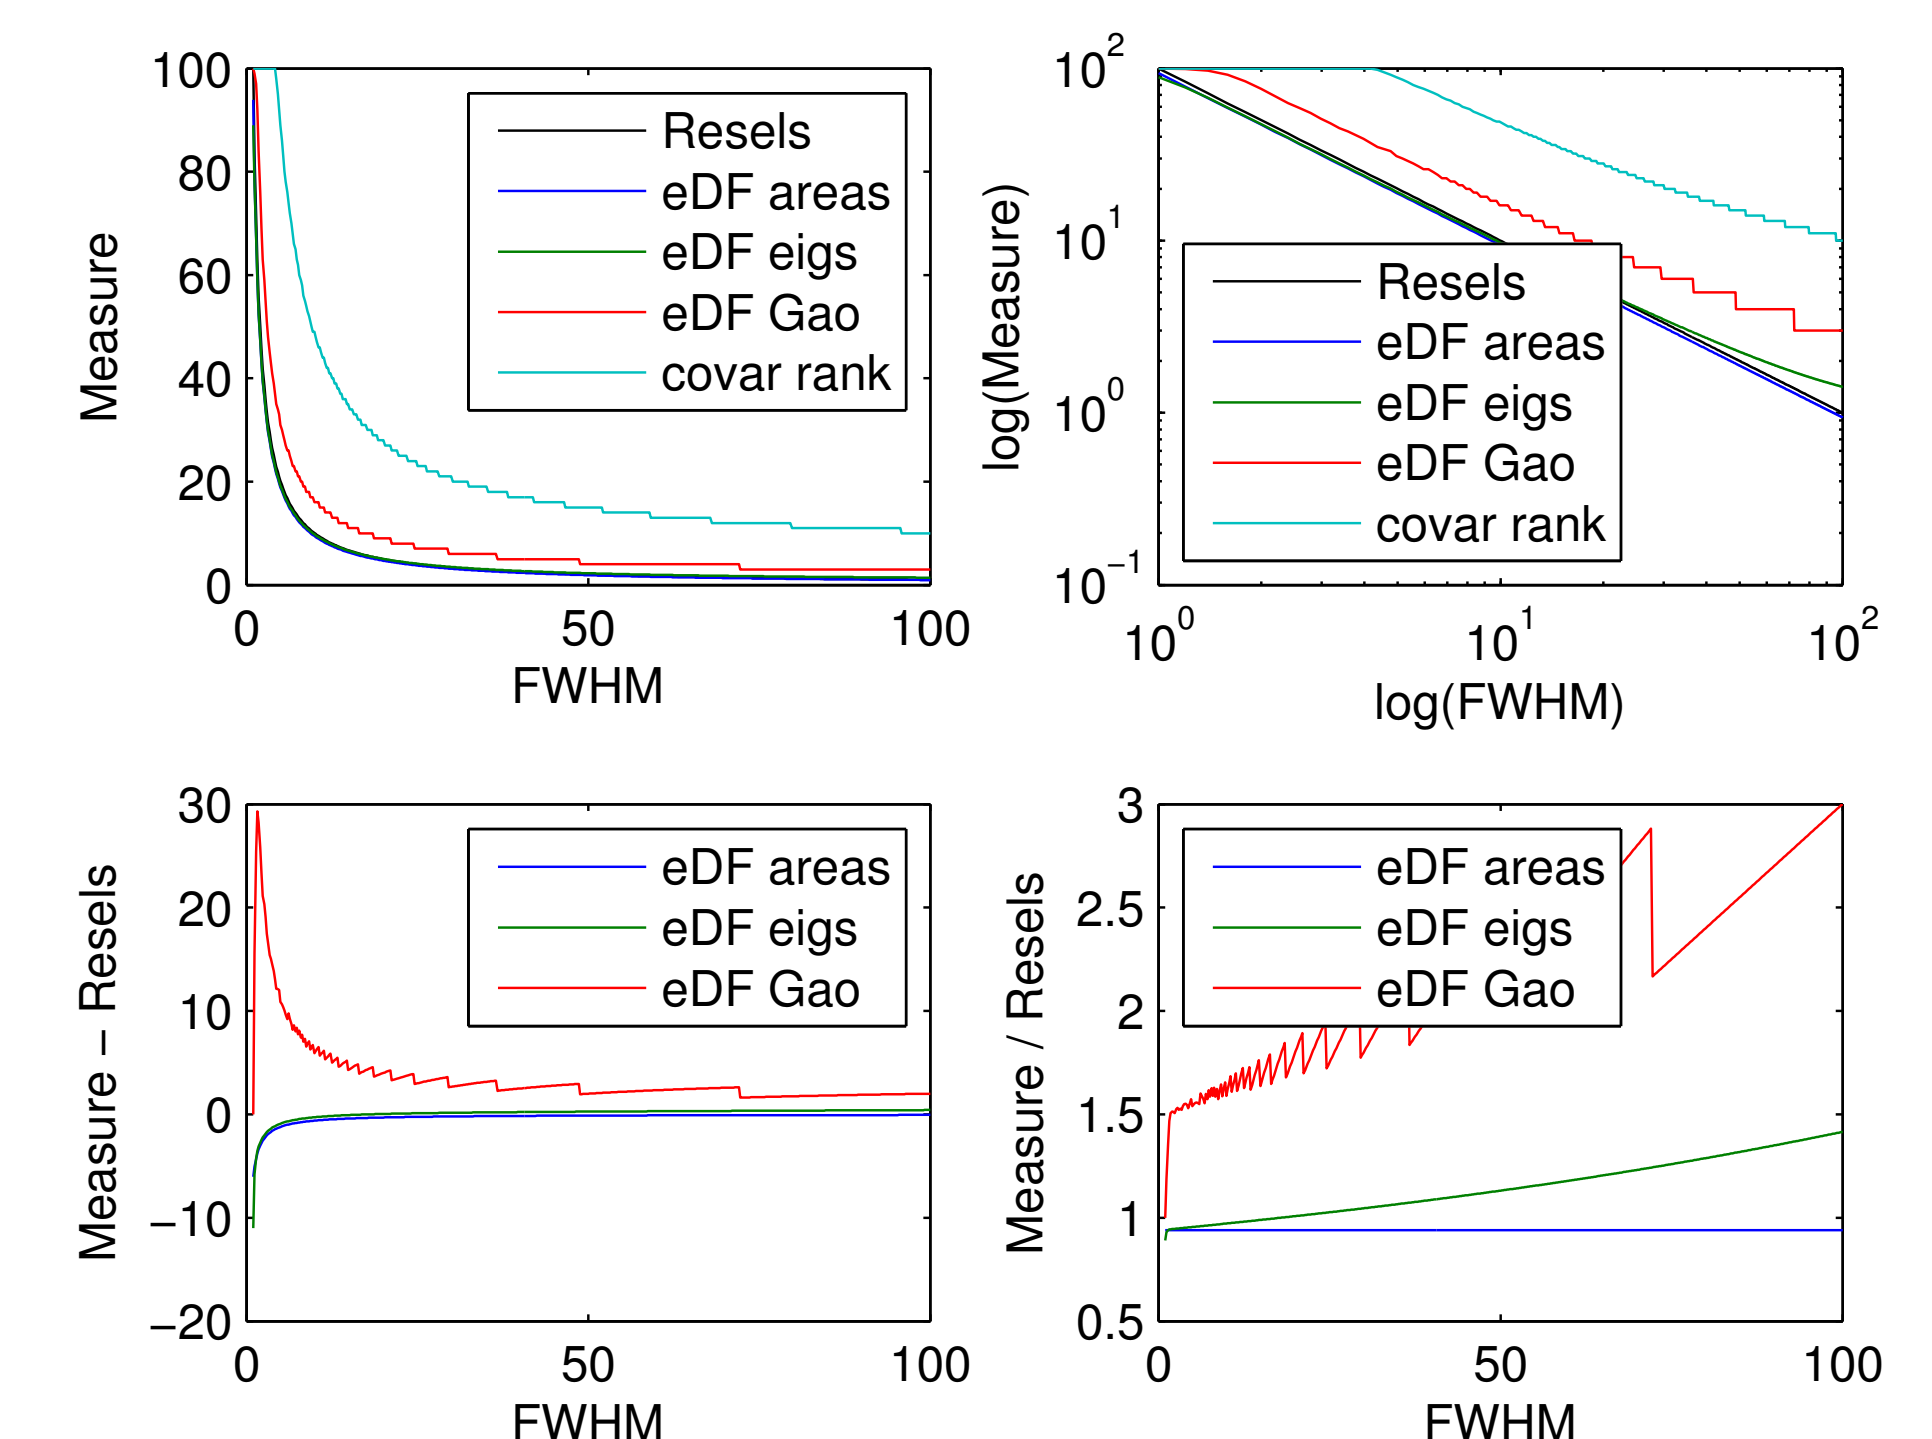 100
80
60
40
20
0
0
50
100
FWHM
Measure
Resels
eDF areas
eDF eigs
eDF Gao
covar rank
10^2
10^1
10^0
10^−1
10^0
10^1
10^2
log(FWHM)
log(Measure)
Resels
eDF areas
eDF eigs
eDF Gao
covar rank
30
20
10
0
−10
−20
0
50
100
FWHM
Measure − Resels
eDF areas
eDF eigs
eDF Gao
3
2.5
2
1.5
1
0.5
0
50
100
FWHM
Measure / Resels
eDF areas
eDF eigs
eDF Gao